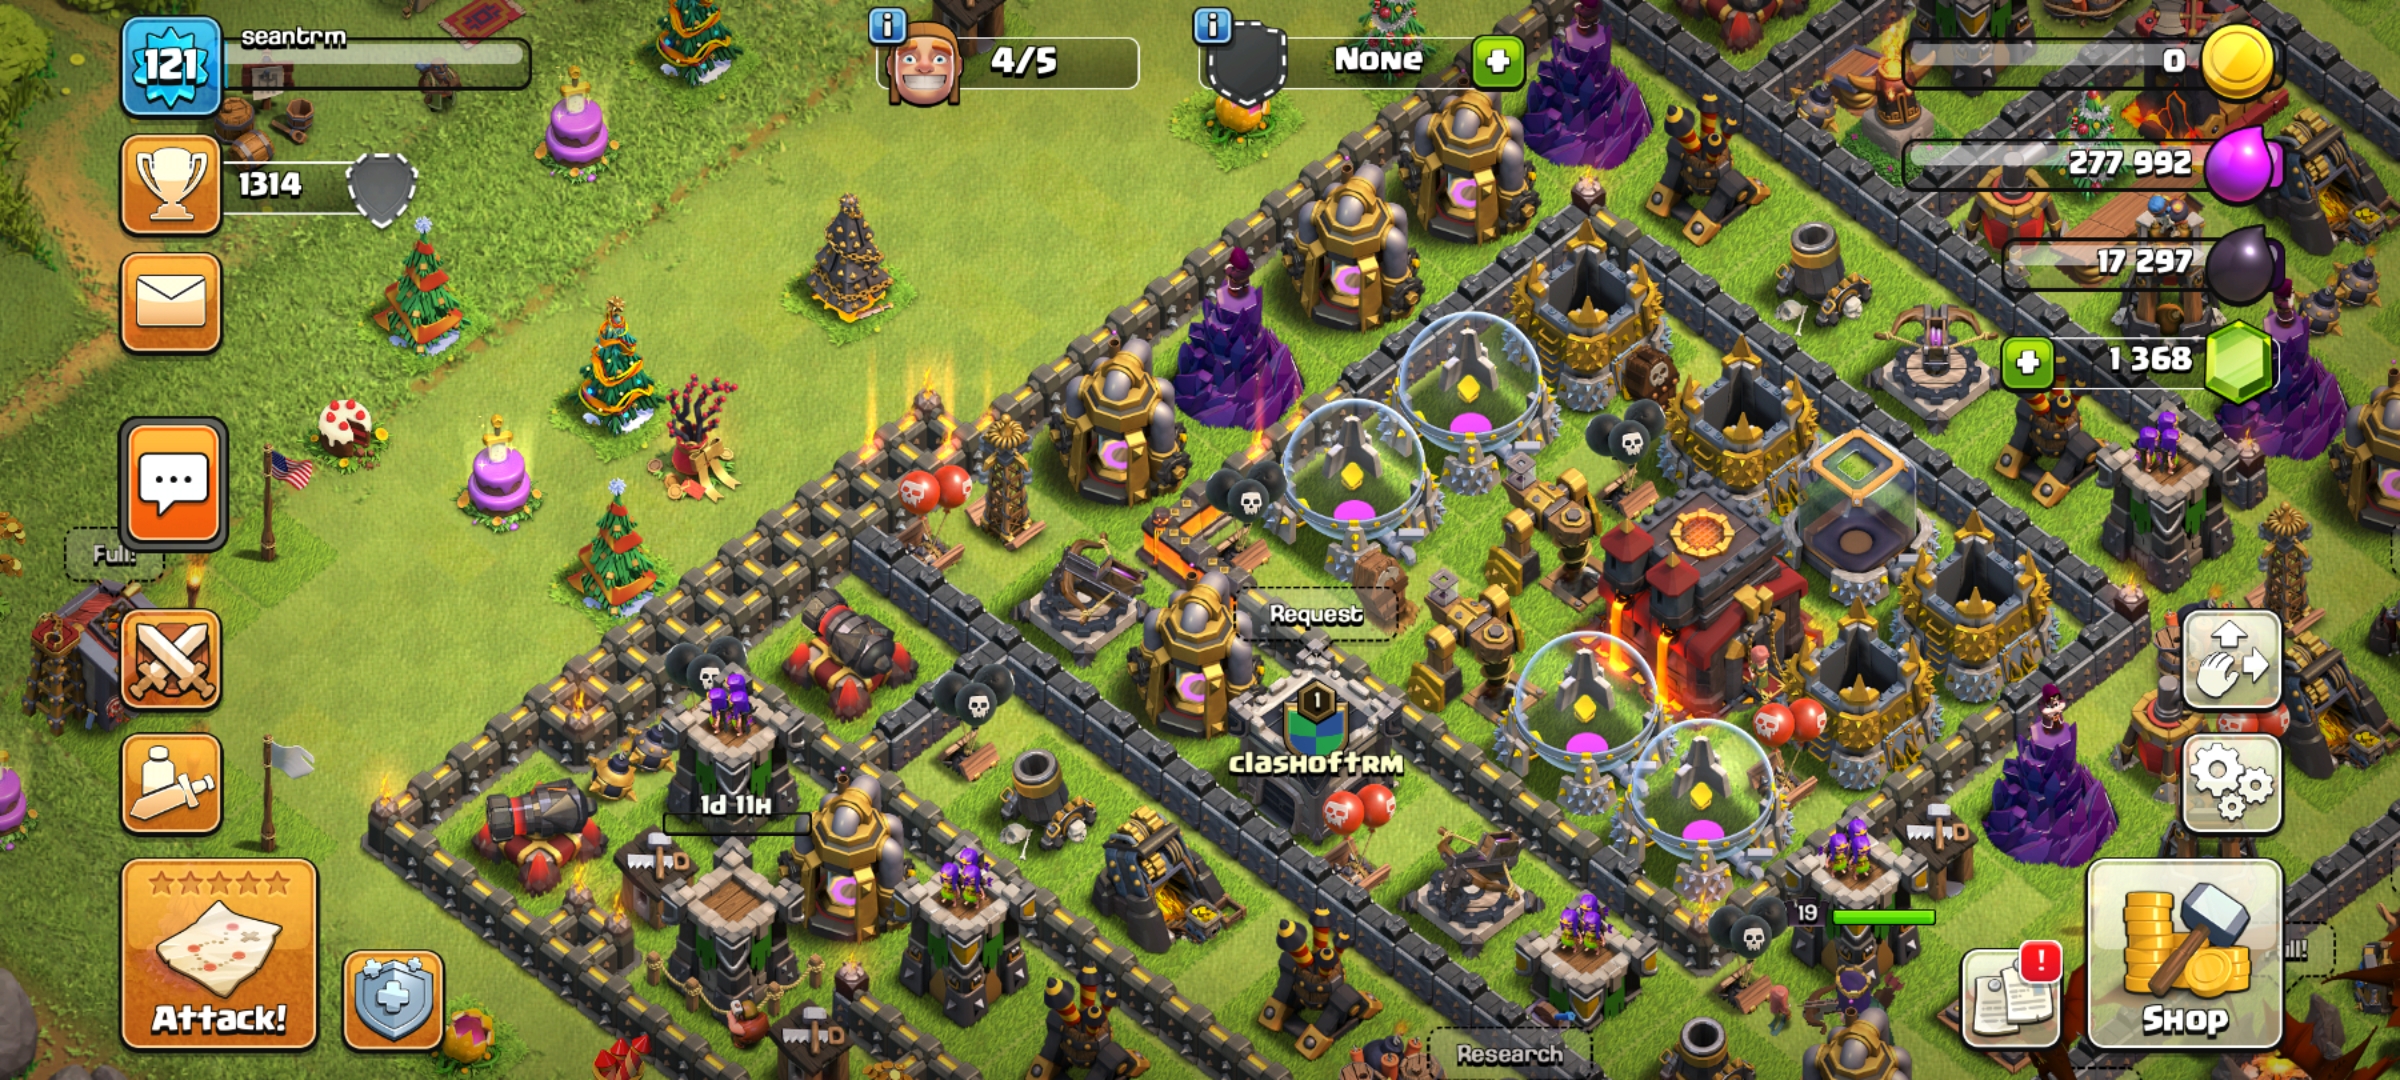 121
seantrm
4/5
None
0
1314
277 992
17 297
1 368
Full!
Request
1
clashofTRM
1d 11H
19
Attack!
Shop
Research